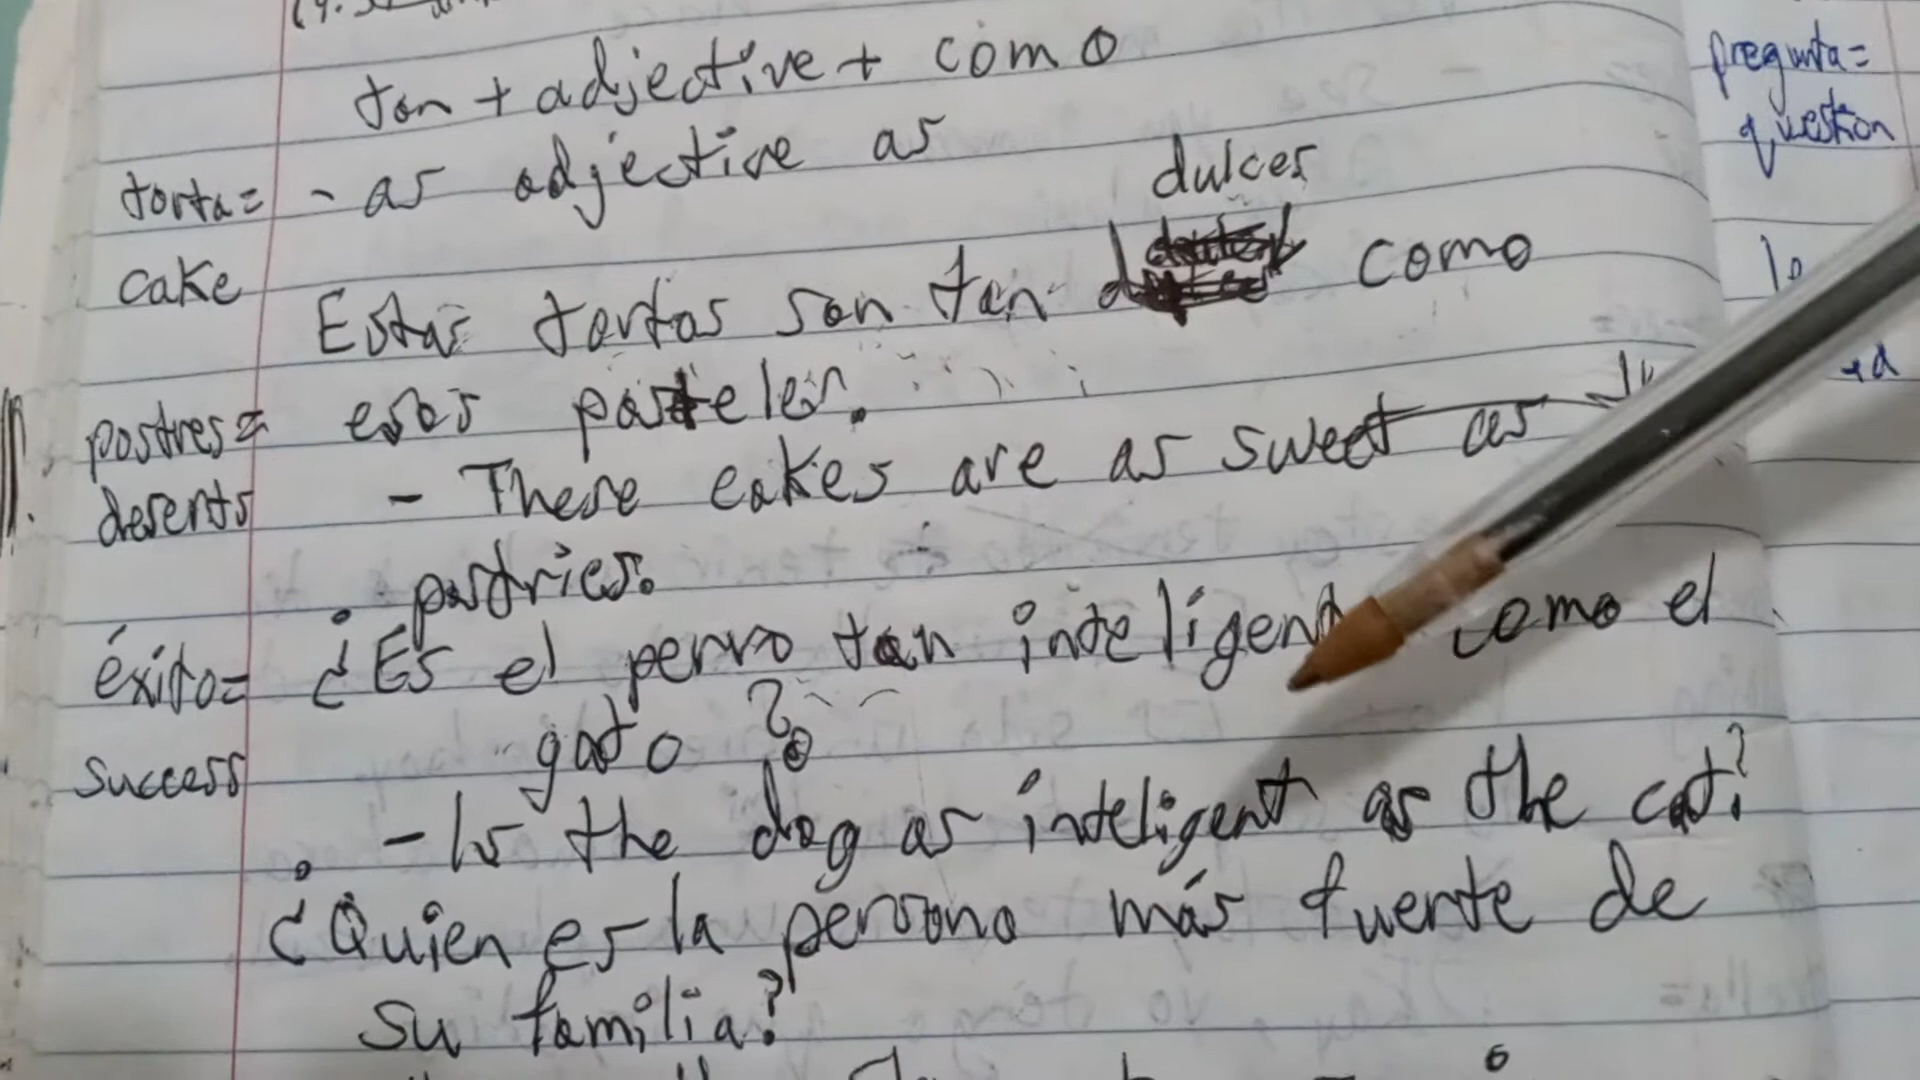 tan + adjective + como
pregunta=
question
torta= - as adjective as
dulces
cake
Estas tortas son tan como
postres= esos pasteles.
deserts - These cakes are as sweet as
pastries.
éxito= ¿Es el perro tan inteligent como el
gato?
success
- Is the dog as inteligent as the cat?
¿Quien es la persona más fuerte de
su familia?